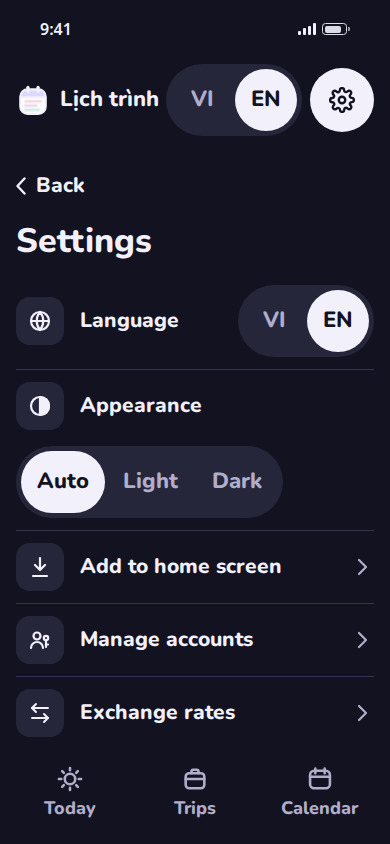 9:41
Lịch trình VI EN
Back
Settings
Language VI EN
Appearance
Auto Light Dark
Add to home screen
Manage accounts
Exchange rates
Today Trips Calendar